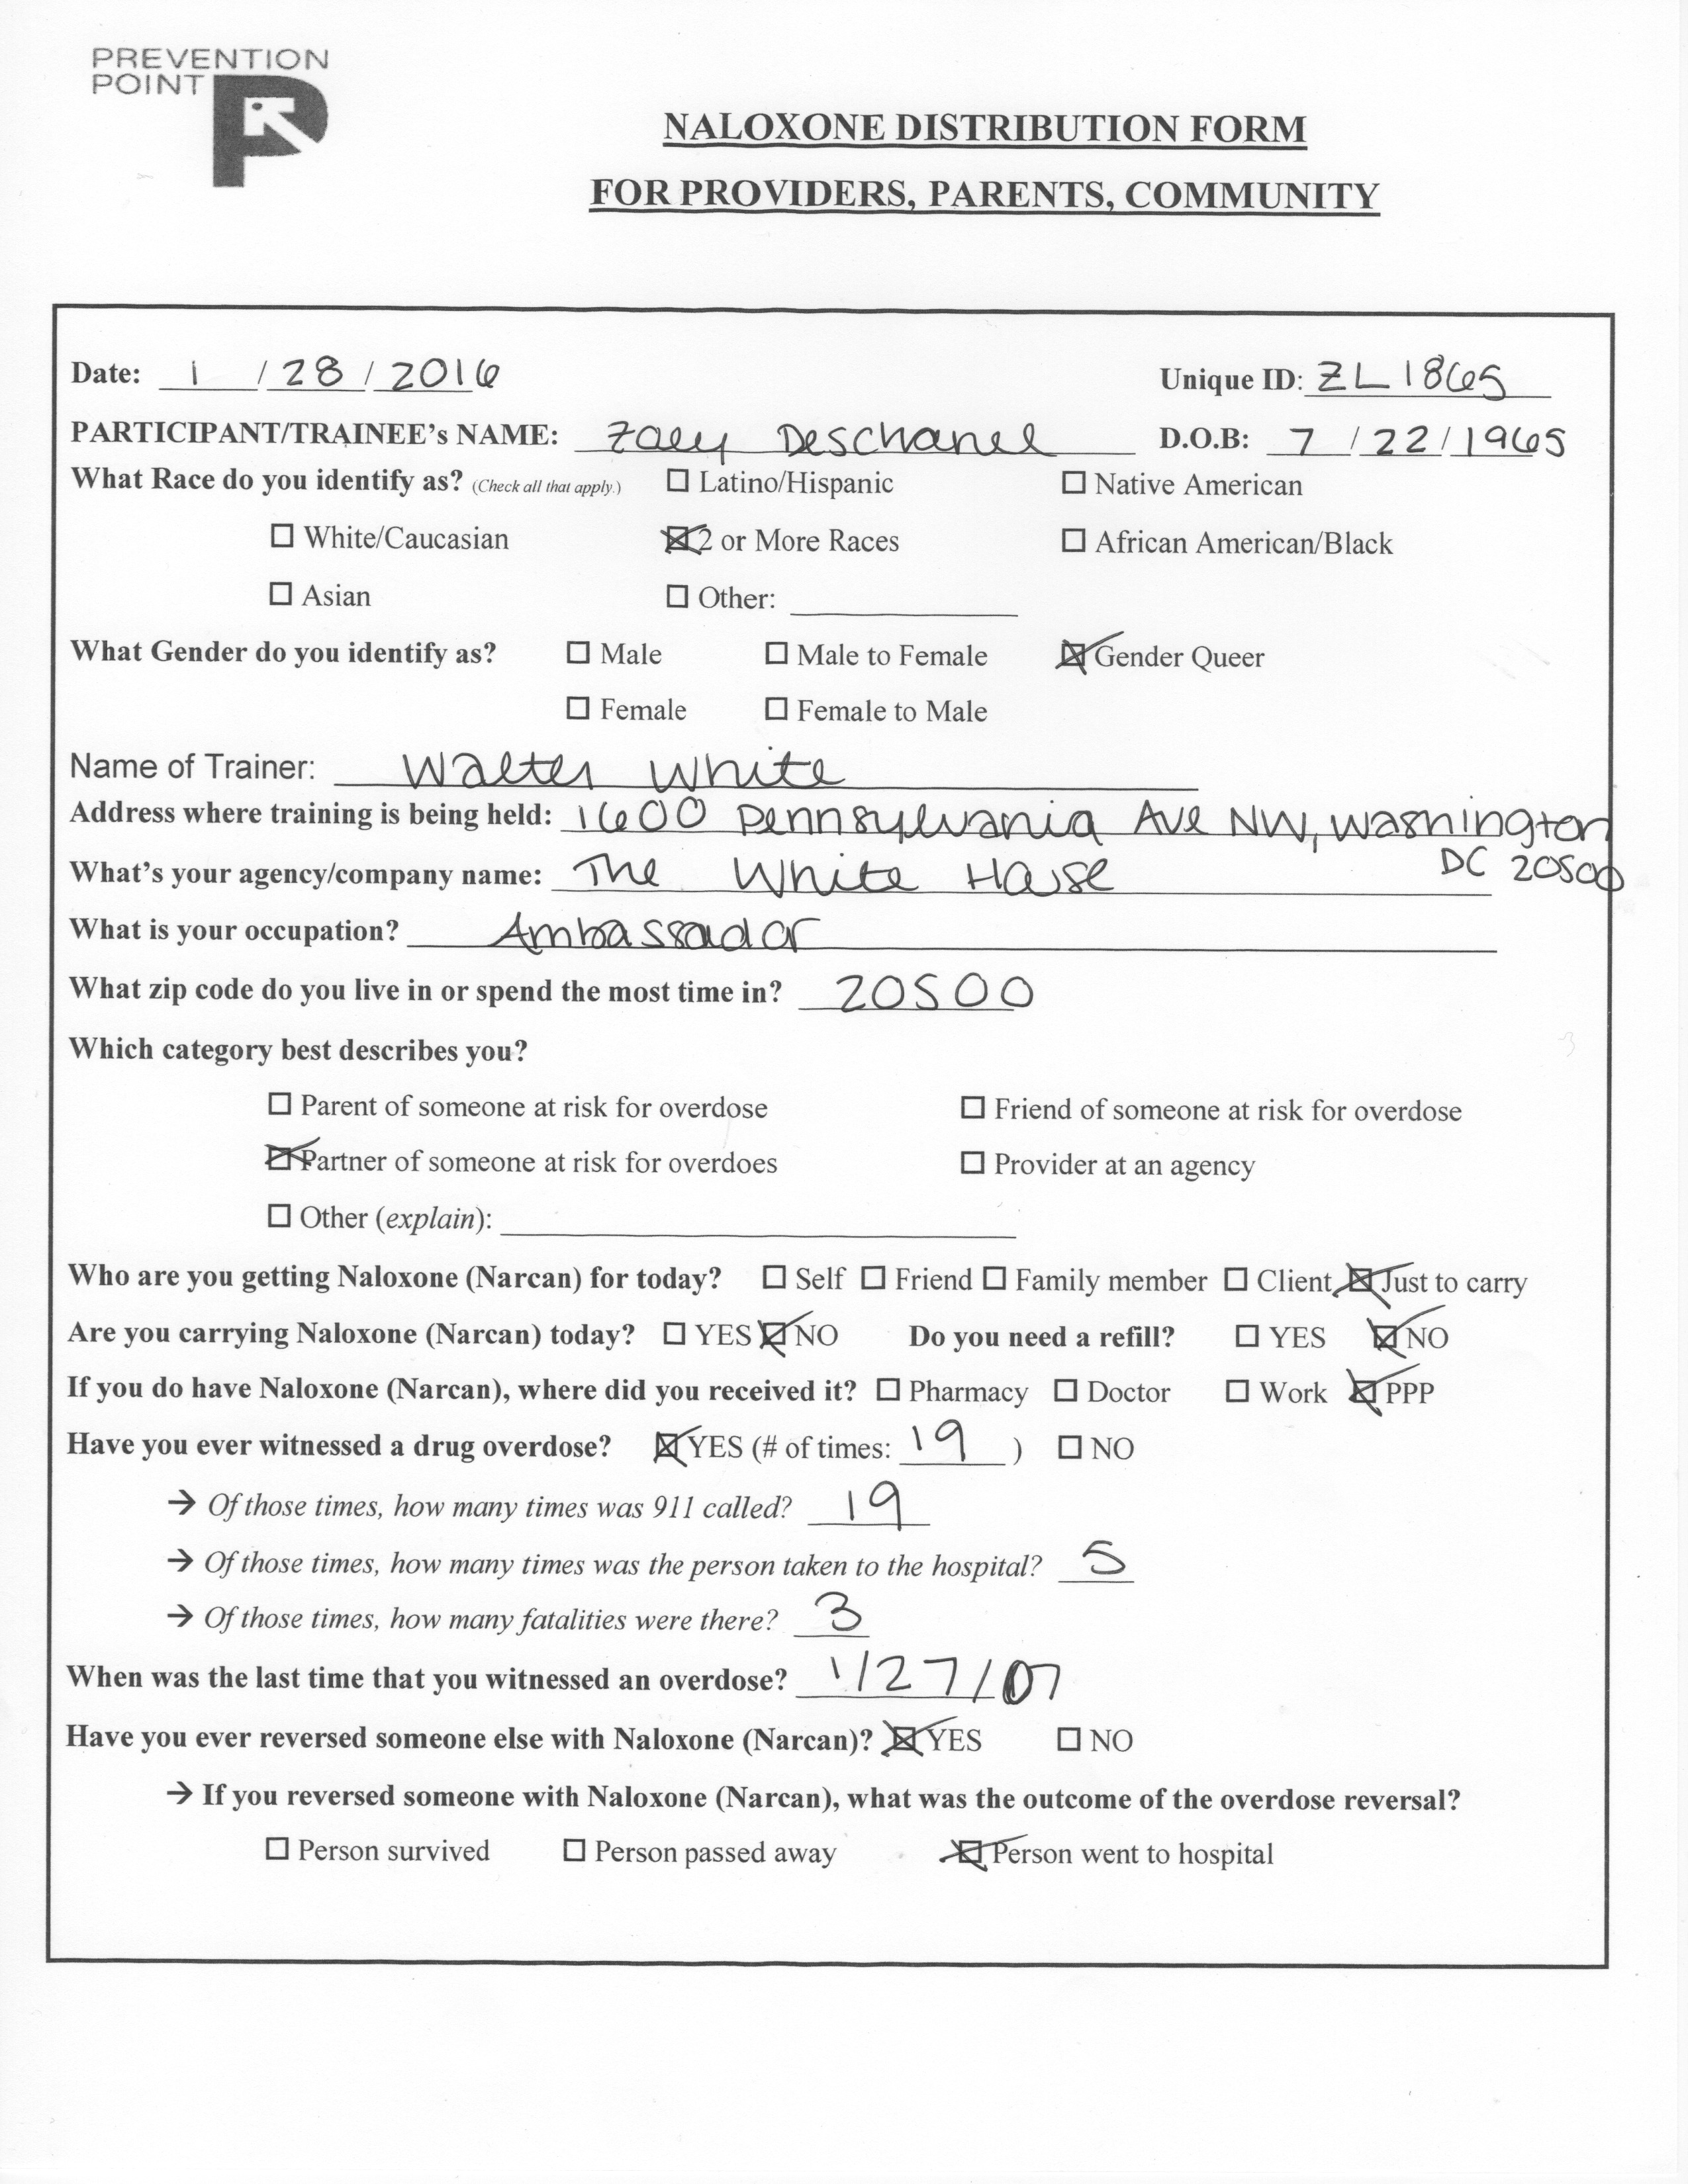 PREVENTION
POINT
NALOXONE DISTRIBUTION FORM
FOR PROVIDERS, PARENTS, COMMUNITY
Date: 1 / 28 / 2016 Unique ID: ZL1865
PARTICIPANT/TRAINEE's NAME: Zoey Deschanel D.O.B: 7 / 22 / 1965
What Race do you identify as? (Check all that apply.) ☐ Latino/Hispanic ☐ Native American
☐ White/Caucasian ☒ 2 or More Races ☐ African American/Black
☐ Asian ☐ Other:
What Gender do you identify as? ☐ Male ☐ Male to Female ☒ Gender Queer
☐ Female ☐ Female to Male
Name of Trainer: Walter White
Address where training is being held: 1600 Pennsylvania Ave NW, Washington
DC 20500
What's your agency/company name: The White House
What is your occupation? Ambassador
What zip code do you live in or spend the most time in? 20500
Which category best describes you?
☐ Parent of someone at risk for overdose ☐ Friend of someone at risk for overdose
☒ Partner of someone at risk for overdoes ☐ Provider at an agency
☐ Other (explain):
Who are you getting Naloxone (Narcan) for today? ☐ Self ☐ Friend ☐ Family member ☐ Client ☒ Just to carry
Are you carrying Naloxone (Narcan) today? ☐ YES ☒ NO Do you need a refill? ☐ YES ☒ NO
If you do have Naloxone (Narcan), where did you received it? ☐ Pharmacy ☐ Doctor ☐ Work ☒ PPP
Have you ever witnessed a drug overdose? ☒ YES (# of times: 19 ) ☐ NO
→ Of those times, how many times was 911 called? 19
→ Of those times, how many times was the person taken to the hospital? 5
→ Of those times, how many fatalities were there? 3
When was the last time that you witnessed an overdose? 1/27/07
Have you ever reversed someone else with Naloxone (Narcan)? ☒ YES ☐ NO
→ If you reversed someone with Naloxone (Narcan), what was the outcome of the overdose reversal?
☐ Person survived ☐ Person passed away ☒ Person went to hospital